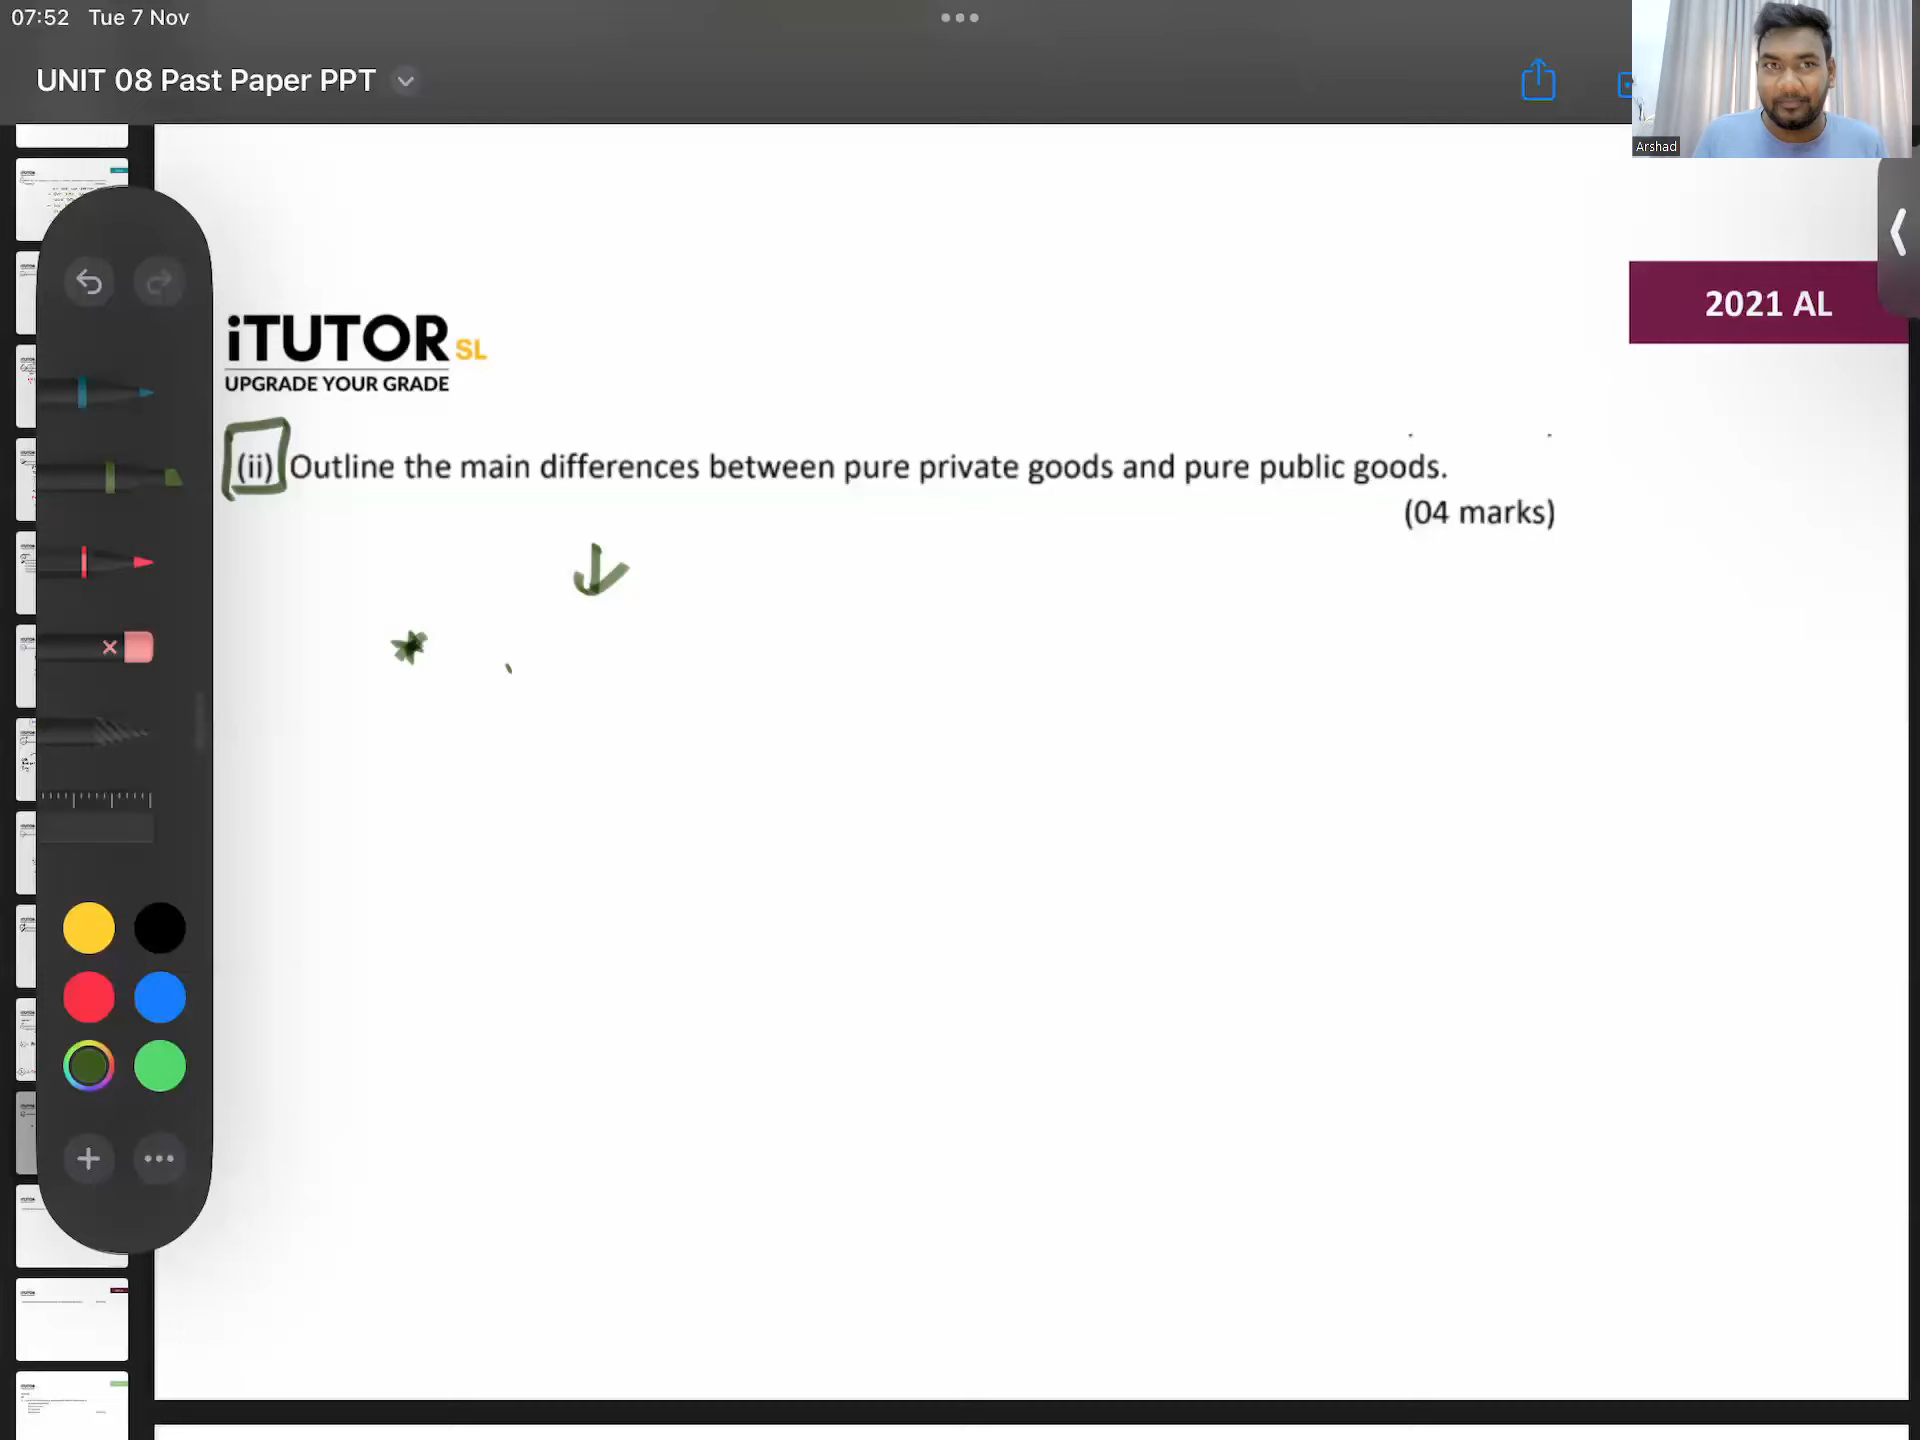 07:52 Tue 7 Nov
UNIT 08 Past Paper PPT
Arshad
2021 AL
iTUTOR SL
UPGRADE YOUR GRADE
(ii) Outline the main differences between pure private goods and pure public goods.
(04 marks)